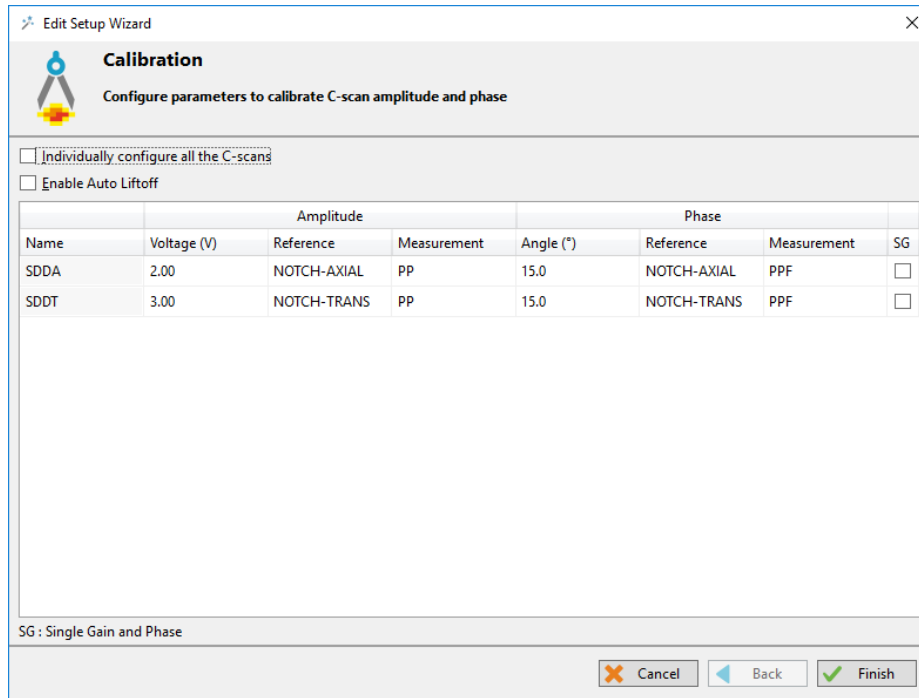 Edit Setup Wizard
Calibration
Configure parameters to calibrate C-scan amplitude and phase
Individually configure all the C-scans
Enable Auto Liftoff
Amplitude Phase
Name Voltage (V) Reference Measurement Angle (°) Reference Measurement SG
SDDA 2.00 NOTCH-AXIAL PP 15.0 NOTCH-AXIAL PPF
SDDT 3.00 NOTCH-TRANS PP 15.0 NOTCH-TRANS PPF
SG : Single Gain and Phase
Cancel Back Finish